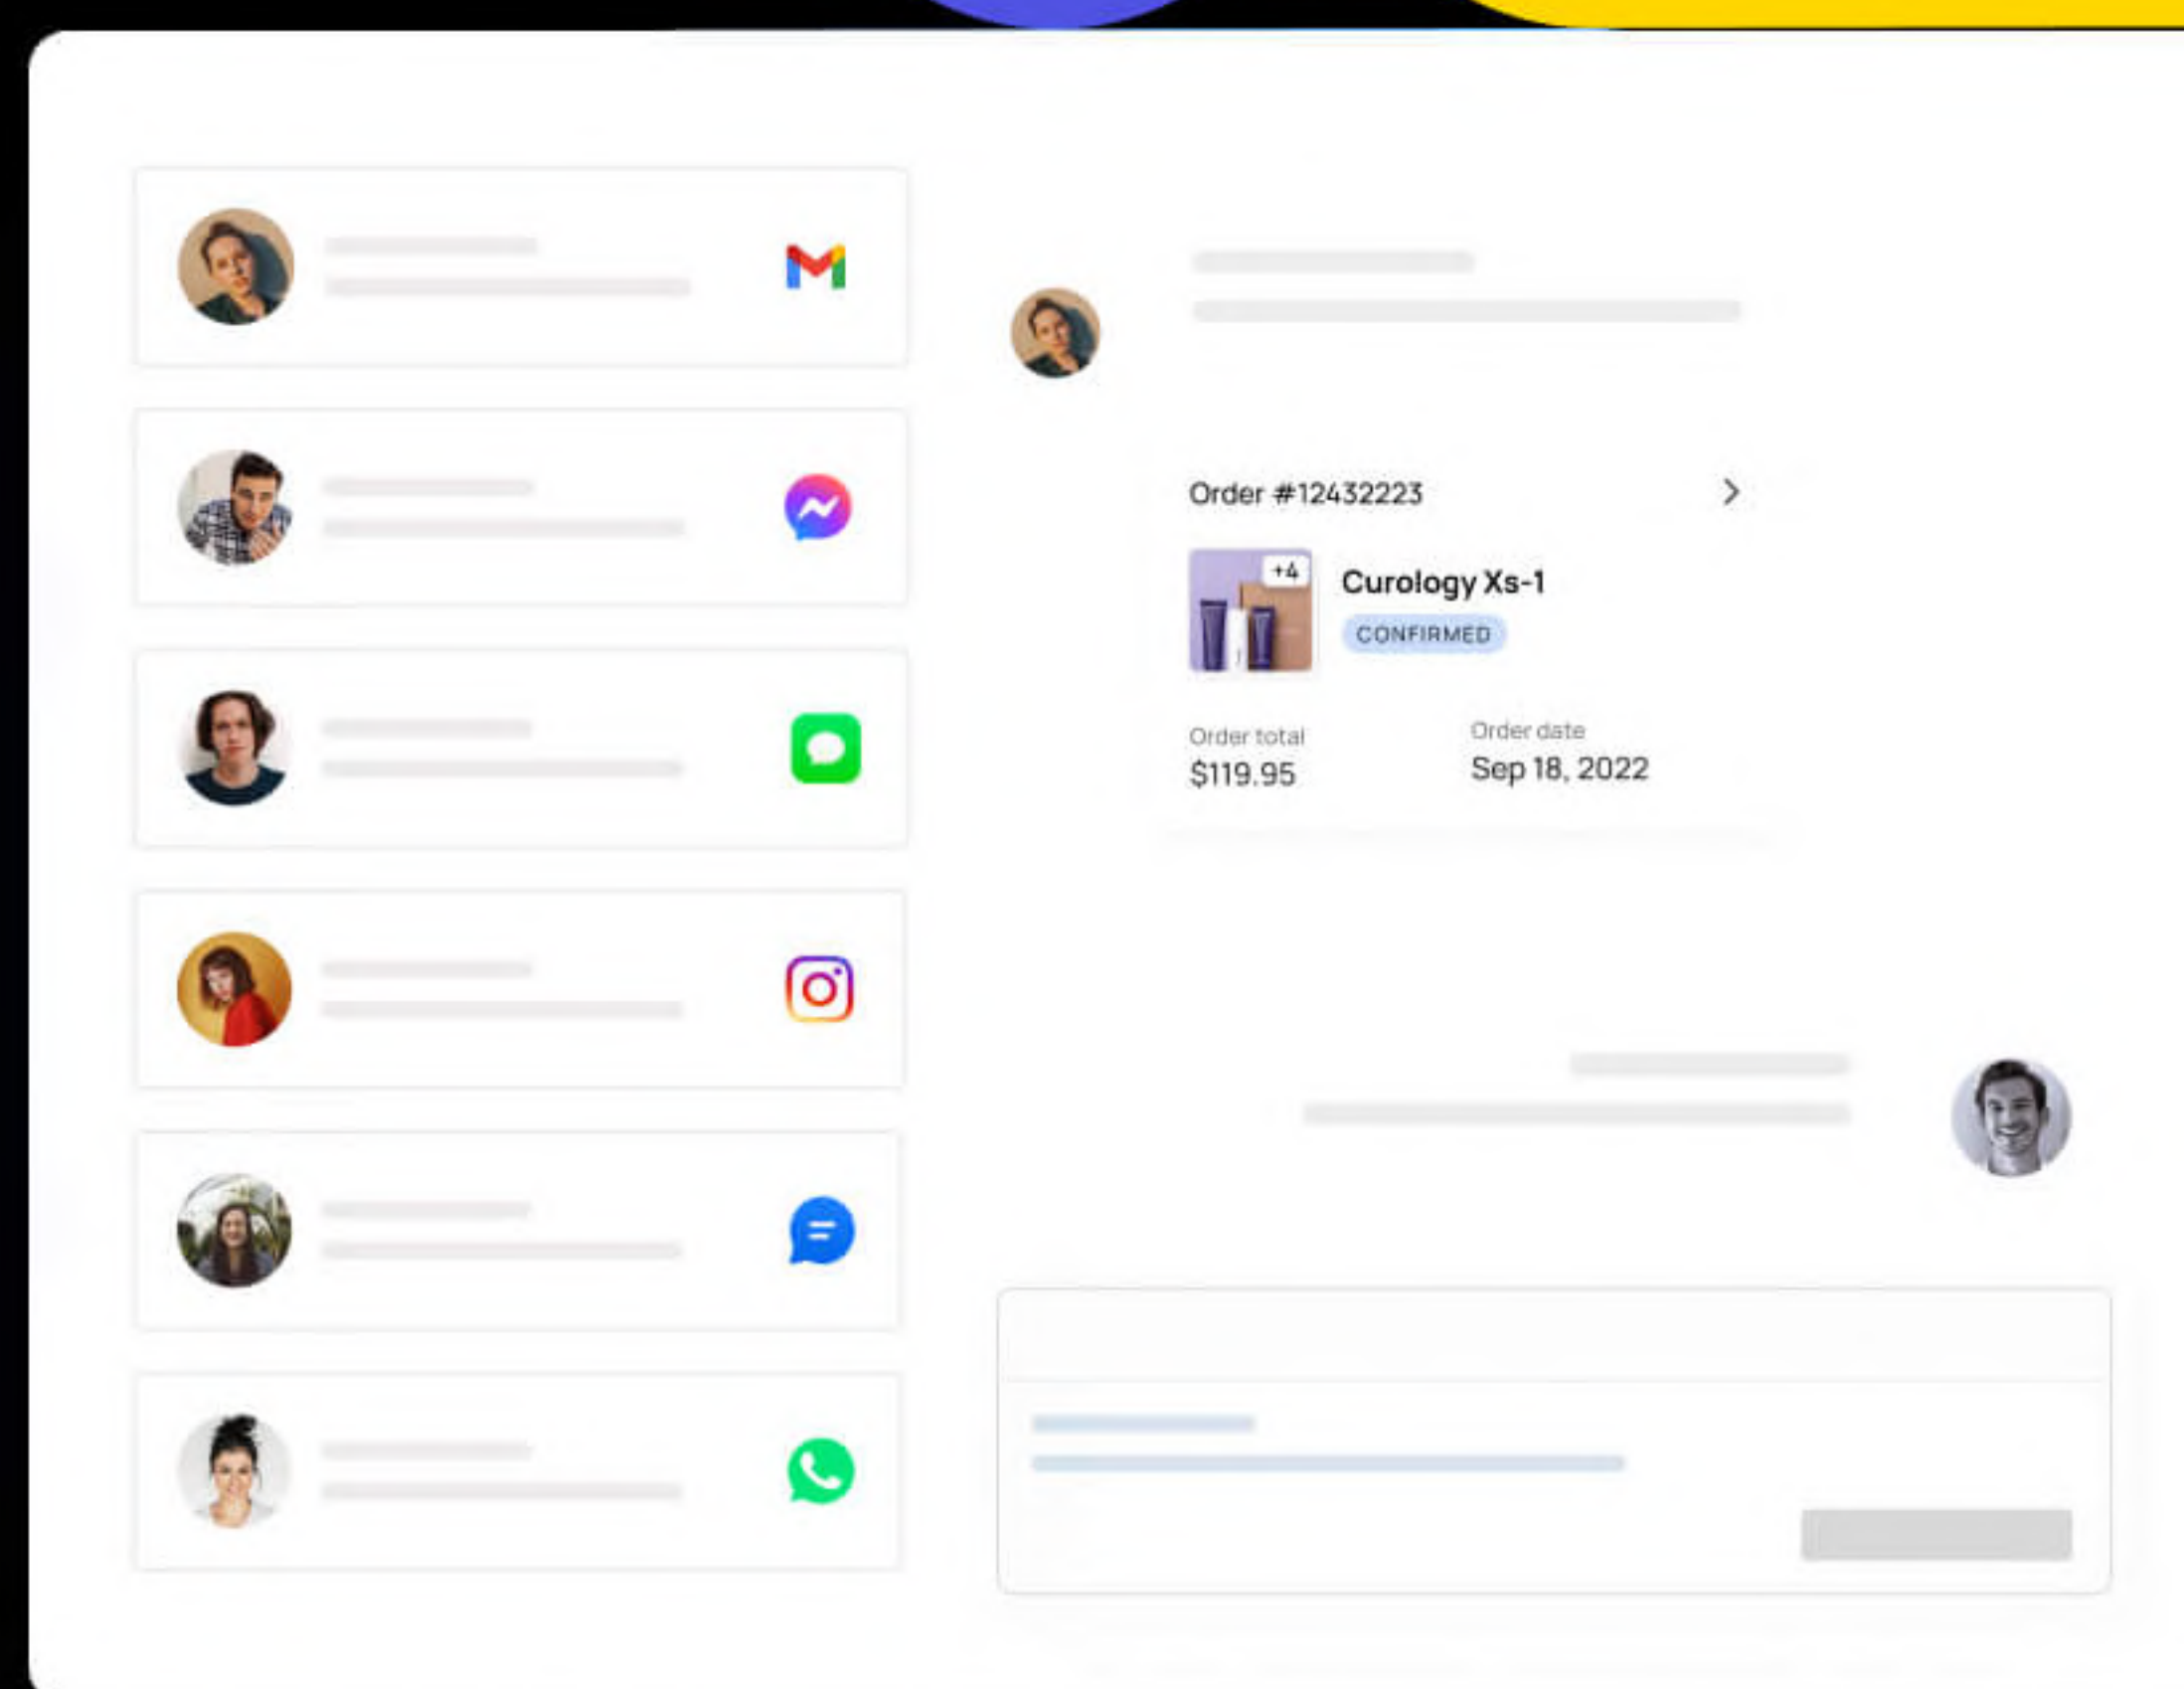 Order #12432223
+4
Curology Xs-1
CONFIRMED
Order total
$119.95
Order date
Sep 18, 2022